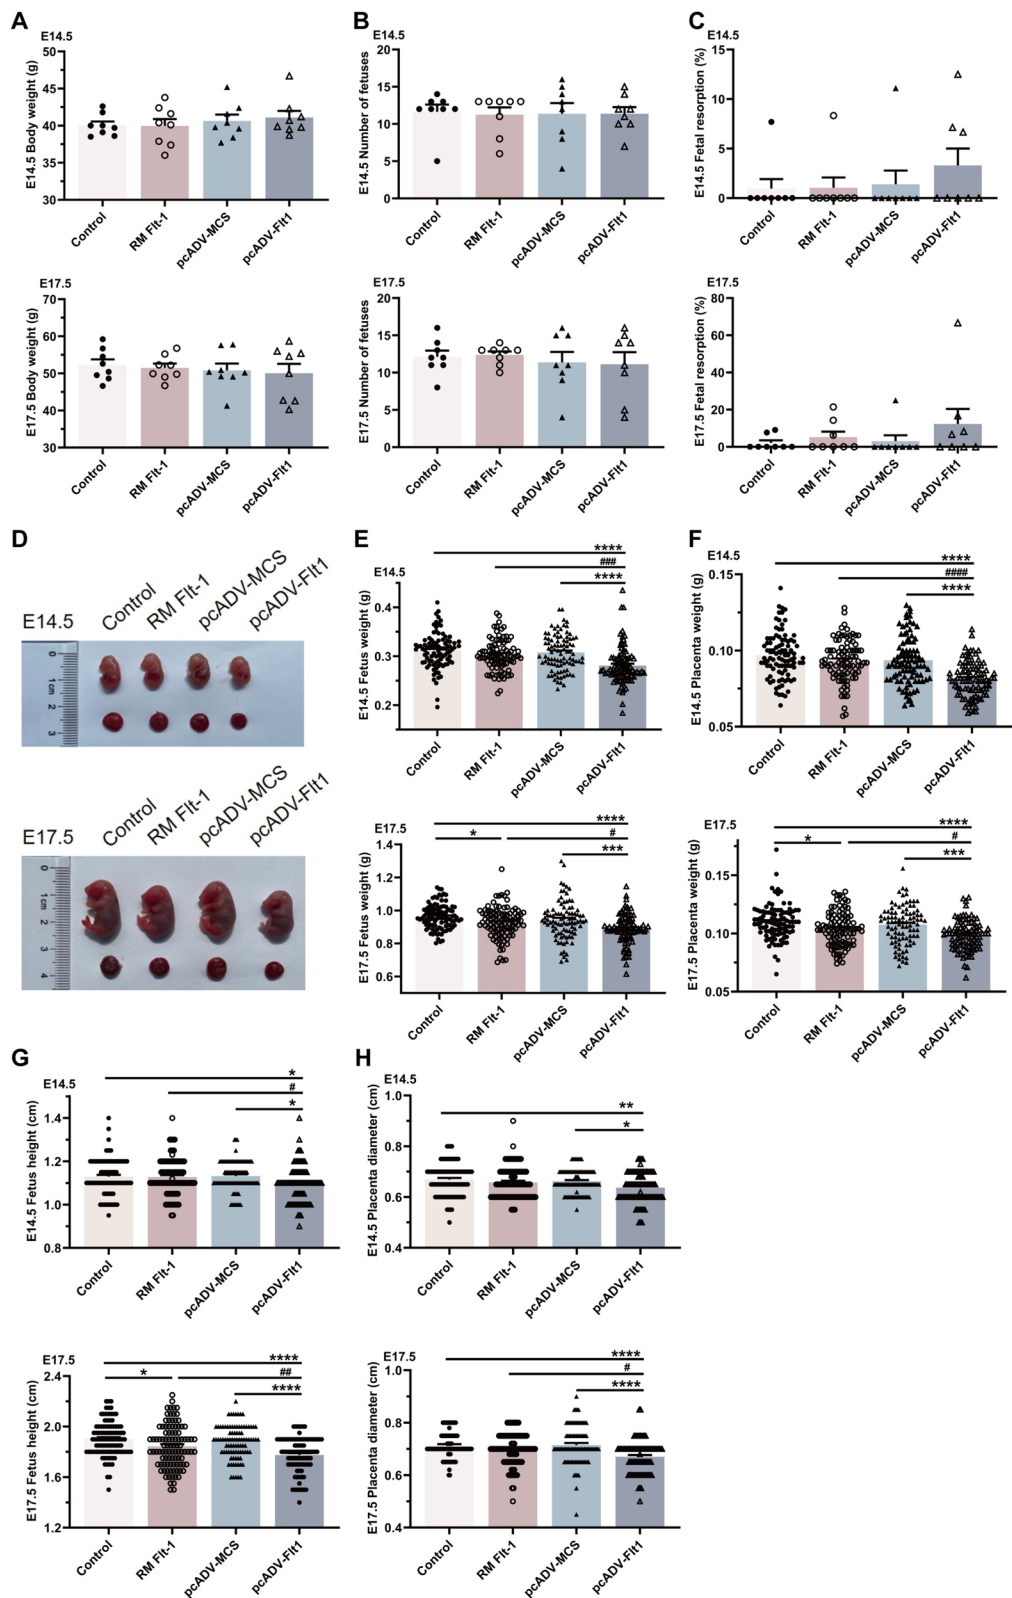 A
E14.5
E14.5 Body weight (g)
50
45
40
35
30
Control
RM Flt-1
pcADV-MCS
pcADV-Flt1
B
E14.5
E14.5 Number of fetuses
20
15
10
5
0
Control
RM Flt-1
pcADV-MCS
pcADV-Flt1
C
E14.5
E14.5 Fetal resorption (%)
15
10
5
0
Control
RM Flt-1
pcADV-MCS
pcADV-Flt1
E17.5
E17.5 Body weight (g)
70
60
50
40
30
Control
RM Flt-1
pcADV-MCS
pcADV-Flt1
E17.5
E17.5 Number of fetuses
20
15
10
5
0
Control
RM Flt-1
pcADV-MCS
pcADV-Flt1
E17.5
E17.5 Fetal resorption (%)
80
60
40
20
0
Control
RM Flt-1
pcADV-MCS
pcADV-Flt1
D
E14.5
Control
RM Flt-1
pcADV-MCS
pcADV-Flt1
0
1cm
2
3
E17.5
Control
RM Flt-1
pcADV-MCS
pcADV-Flt1
0
1cm
2
3
4
E
E14.5
****
###
****
E14.5 Fetus weight (g)
0.4
0.3
0.2
Control
RM Flt-1
pcADV-MCS
pcADV-Flt1
E17.5
****
* #
***
E17.5 Fetus weight (g)
1.4
1.2
1.0
0.8
0.6
Control
RM Flt-1
pcADV-MCS
pcADV-Flt1
F
E14.5
****
####
****
E14.5 Placenta weight (g)
0.15
0.10
0.05
Control
RM Flt-1
pcADV-MCS
pcADV-Flt1
E17.5
****
* #
***
E17.5 Placenta weight (g)
0.15
0.10
0.05
Control
RM Flt-1
pcADV-MCS
pcADV-Flt1
G
E14.5
*
#
*
E14.5 Fetus height (cm)
1.4
1.2
1.0
0.8
Control
RM Flt-1
pcADV-MCS
pcADV-Flt1
E17.5
****
* ##
****
E17.5 Fetus height (cm)
2.4
2.0
1.6
1.2
Control
RM Flt-1
pcADV-MCS
pcADV-Flt1
H
E14.5
**
*
E14.5 Placenta diameter (cm)
1.0
0.8
0.6
0.4
Control
RM Flt-1
pcADV-MCS
pcADV-Flt1
E17.5
****
#
****
E17.5 Placenta diameter (cm)
1.0
0.8
0.6
0.4
Control
RM Flt-1
pcADV-MCS
pcADV-Flt1